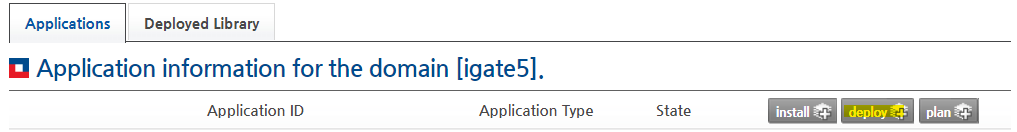 Applications Deployed Library
Application information for the domain [igate5].
Application ID Application Type State install deploy plan